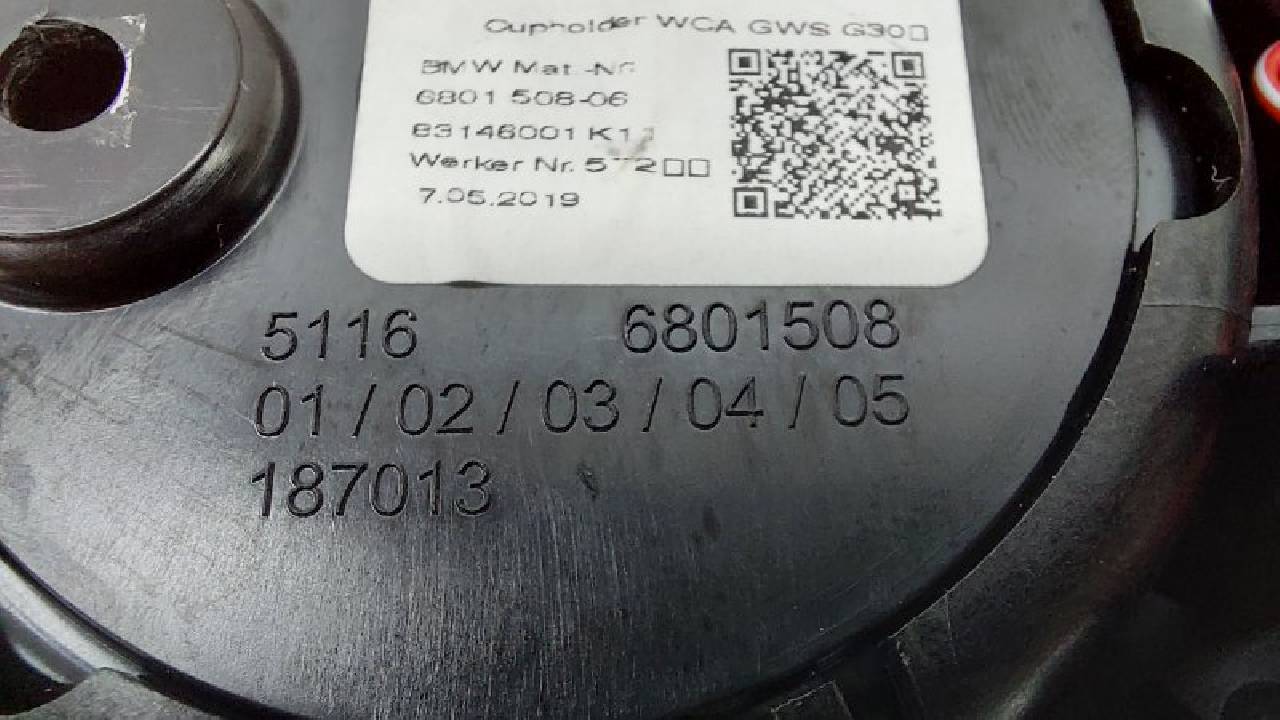 Cupholder WCA GWS G30□
BMW Mat.-Nr
6801 508-06
83146001 K1
Werker Nr. 572□□
7.05.2019
5116 6801508
01 / 02 / 03 / 04 / 05
187013